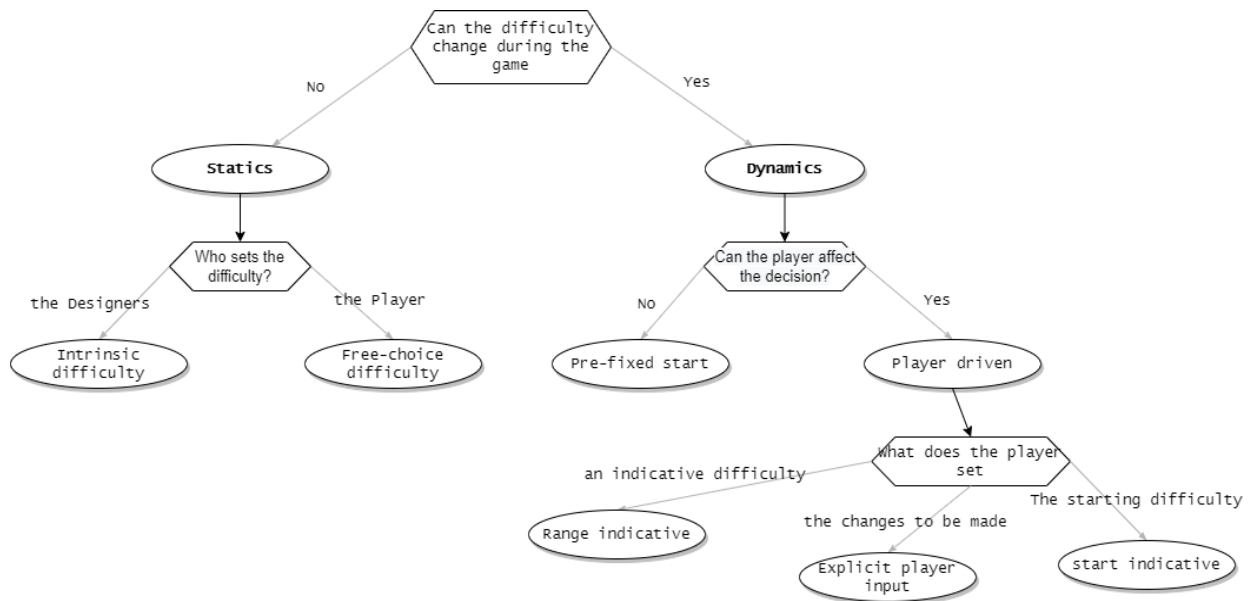 Can the difficulty
change during the
game
No
Yes
Statics
Dynamics
Who sets the
difficulty?
Can the player affect
the decision?
the Designers
the Player
No
Yes
Intrinsic
difficulty
Free-choice
difficulty
Pre-fixed start
Player driven
What does the player
set
an indicative difficulty
The starting difficulty
the changes to be made
Range indicative
Explicit player
input
start indicative